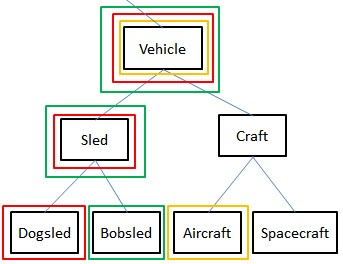 Vehicle
Sled
Craft
Dogsled
Bobsled
Aircraft
Spacecraft